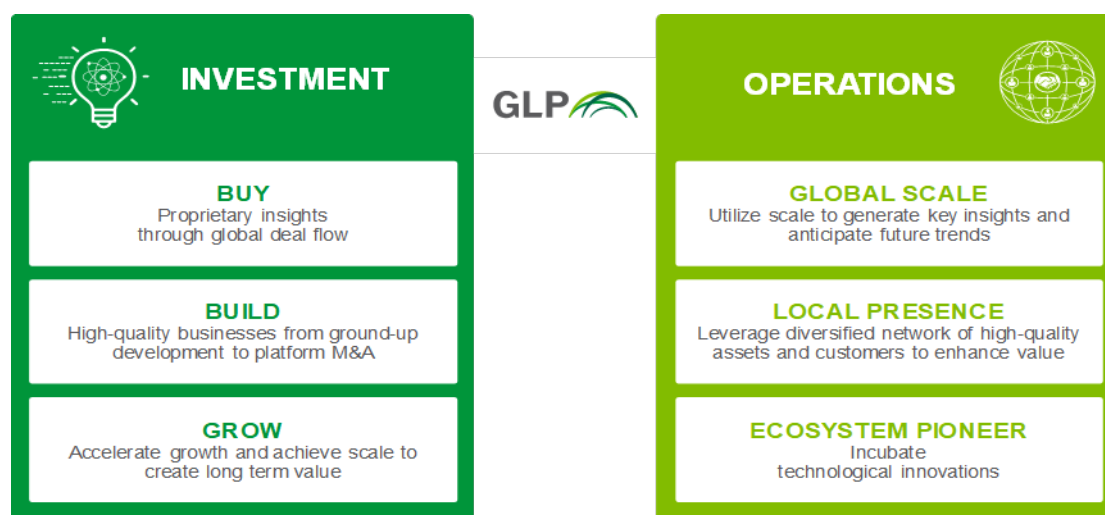 INVESTMENT
BUY
Proprietary insights
through global deal flow
BUILD
High-quality businesses from ground-up
development to platform M&A
GROW
Accelerate growth and achieve scale to
create long term value
GLP
OPERATIONS
GLOBAL SCALE
Utilize scale to generate key insights and
anticipate future trends
LOCAL PRESENCE
Leverage diversified network of high-quality
assets and customers to enhance value
ECOSYSTEM PIONEER
Incubate
technological innovations